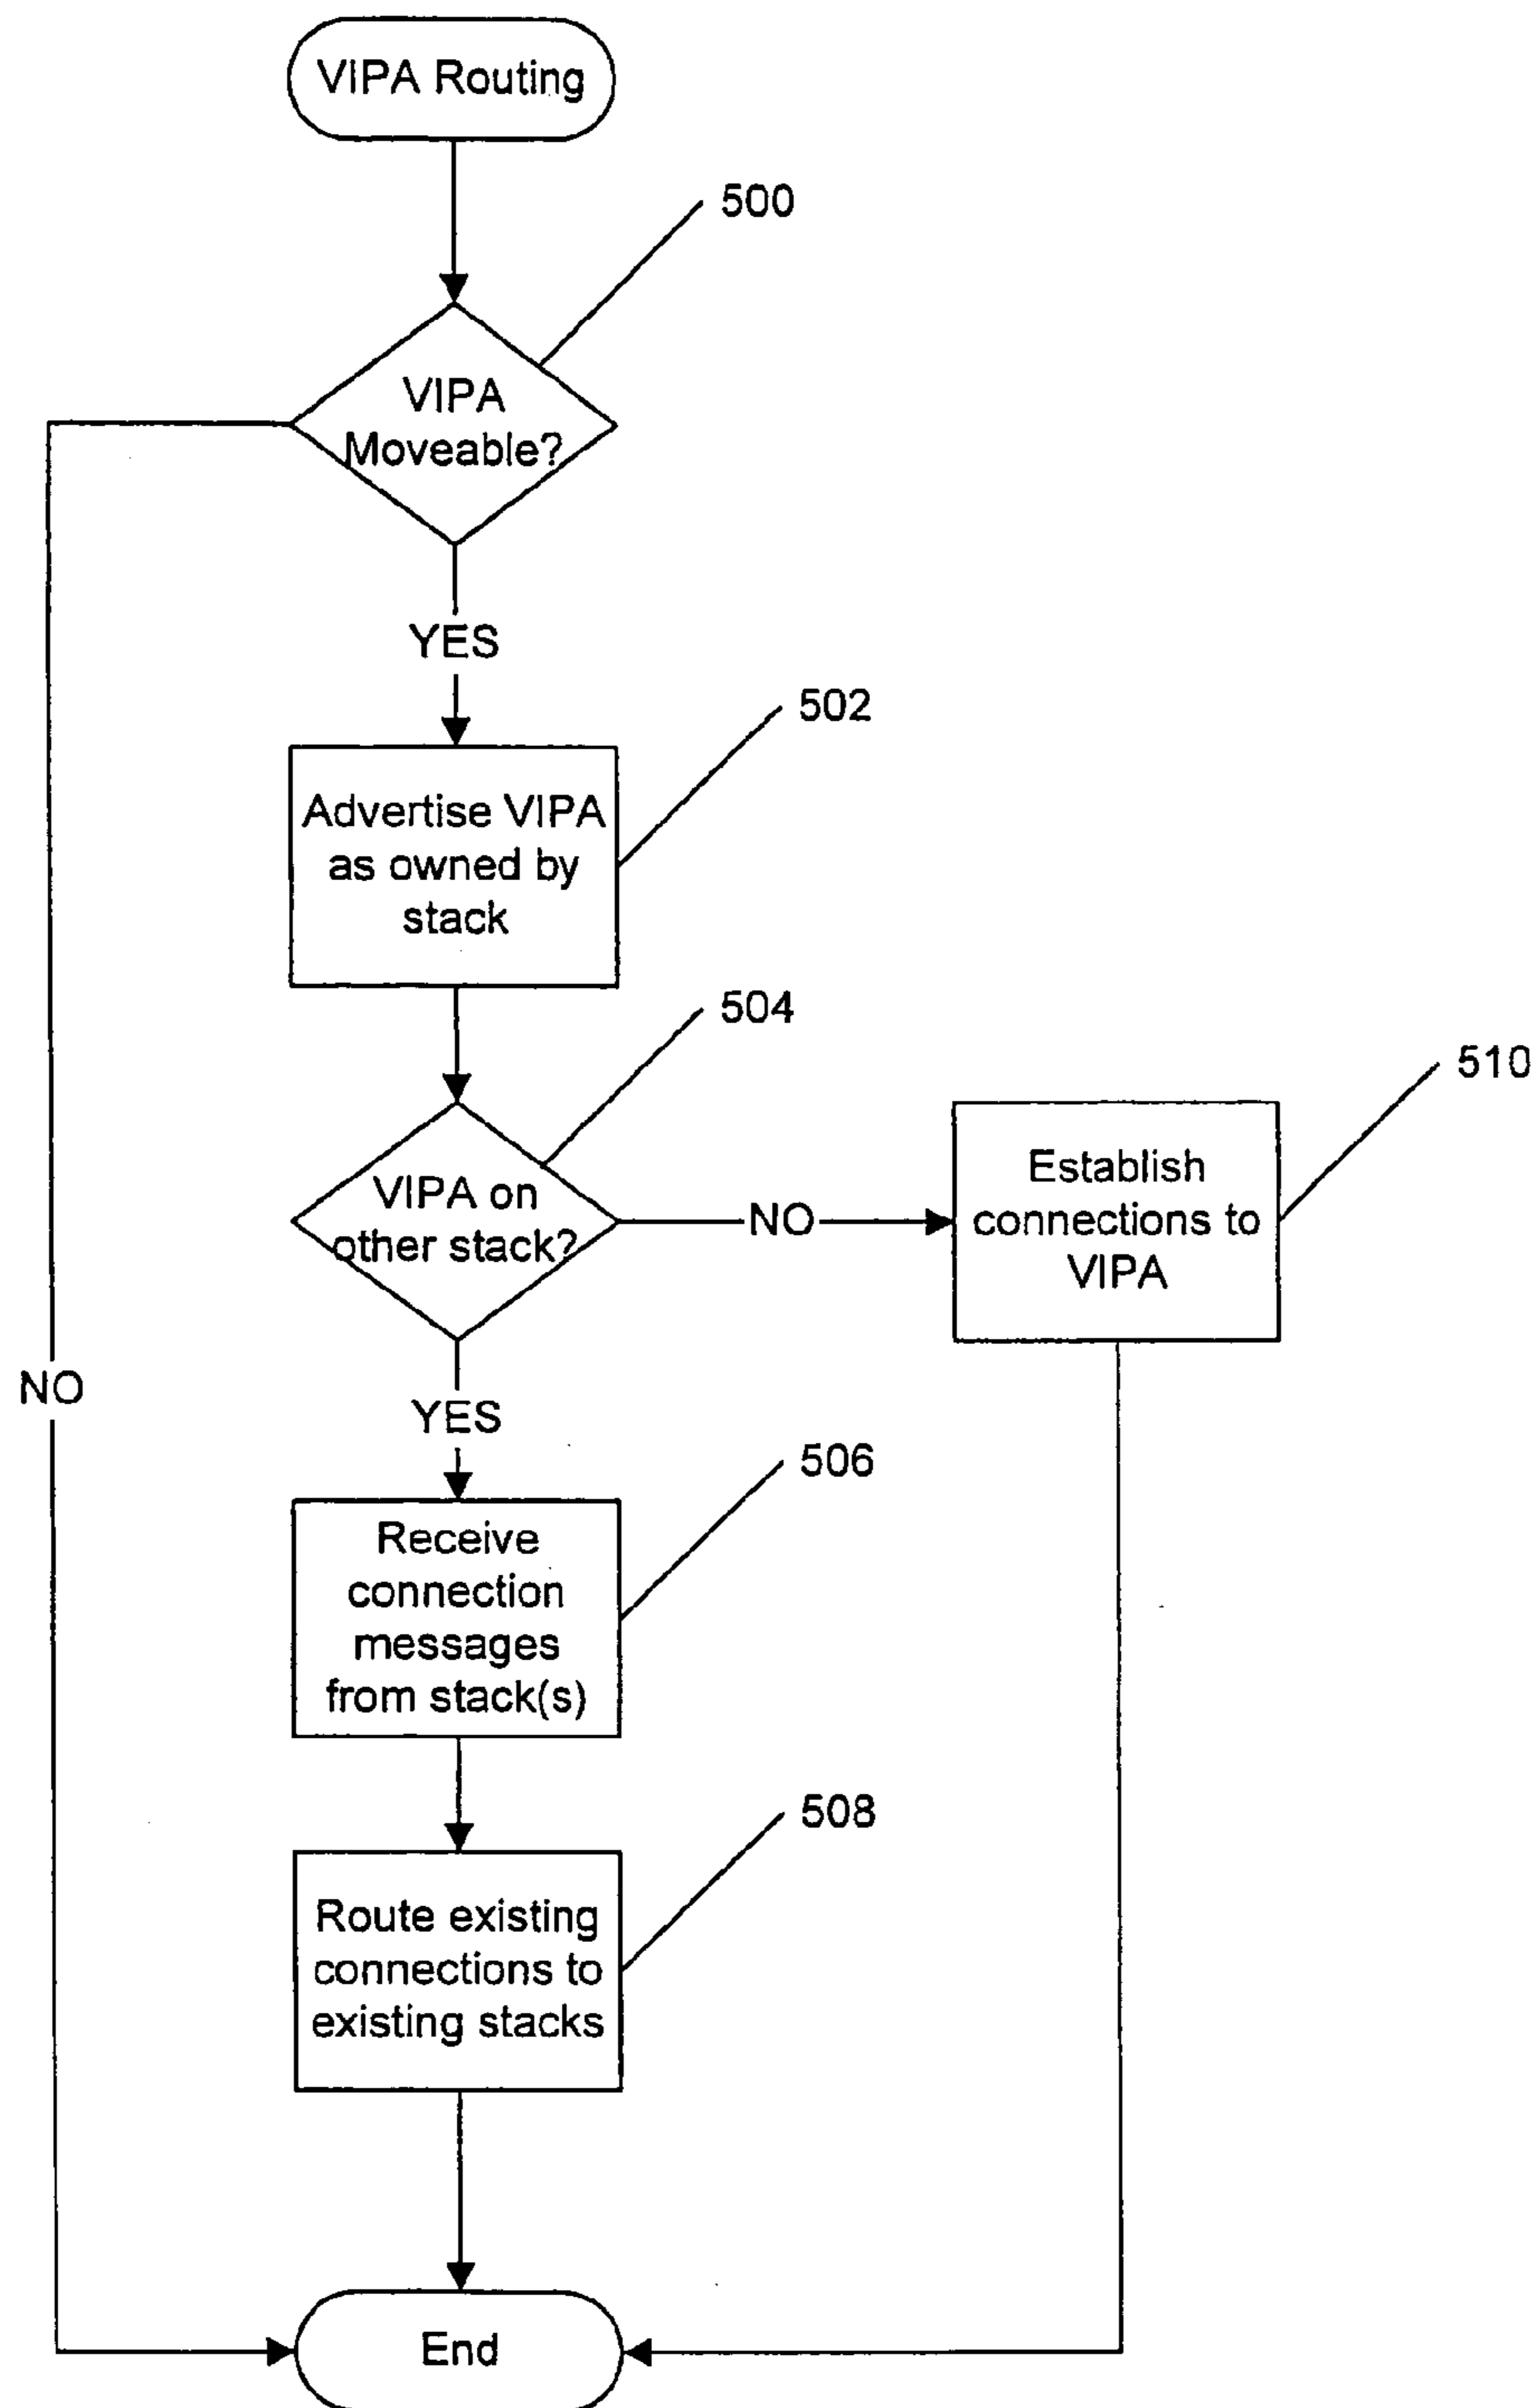 VIPA Routing
500
VIPA
Moveable?
YES
502
Advertise VIPA
as owned by
stack
504
VIPA on
other stack?
NO
510
Establish
connections to
VIPA
NO
YES
506
Receive
connection
messages
from stack(s)
508
Route existing
connections to
existing stacks
End